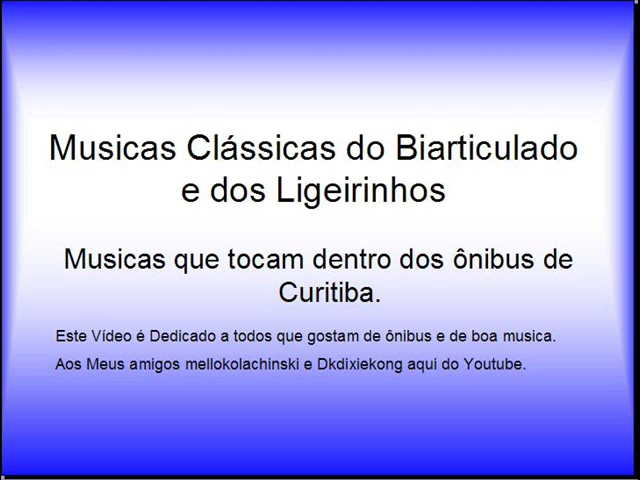 Musicas Clássicas do Biarticulado
e dos Ligeirinhos
Musicas que tocam dentro dos ônibus de
Curitiba.
Este Vídeo é Dedicado a todos que gostam de ônibus e de boa musica.
Aos Meus amigos mellokolachinski e Dkdixiekong aqui do Youtube.